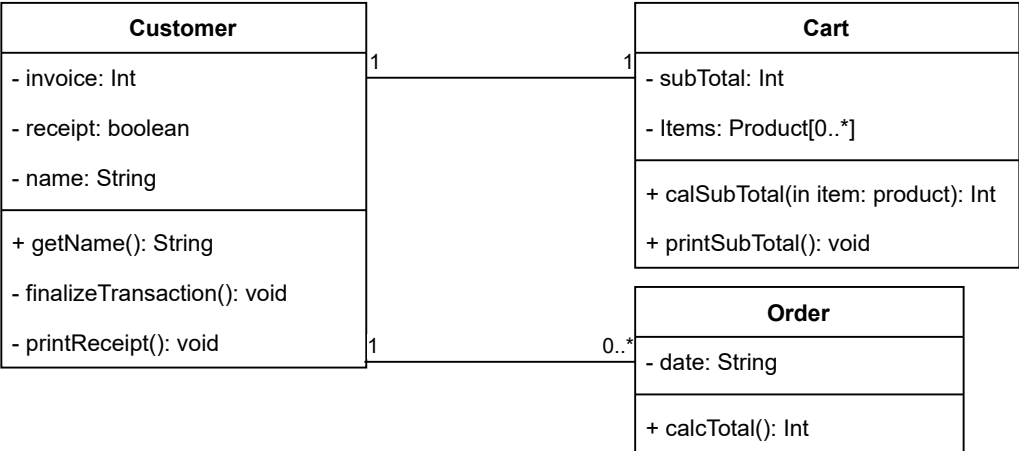 Customer
- invoice: Int
- receipt: boolean
- name: String
+ getName(): String
- finalizeTransaction(): void
- printReceipt(): void
1
1
Cart
- subTotal: Int
- Items: Product[0..*]
+ calSubTotal(in item: product): Int
+ printSubTotal(): void
1
0..*
Order
- date: String
+ calcTotal(): Int